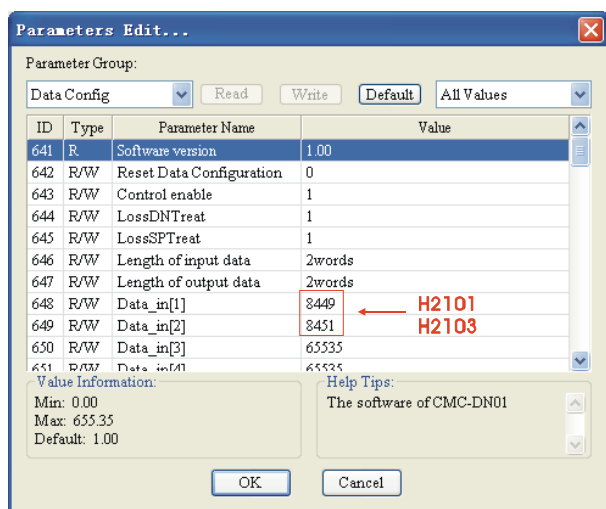 Parameters Edit...
Parameter Group:
Data Config Read Write Default All Values
ID Type Parameter Name Value
641 R Software version 1.00
642 R/W Reset Data Configuration 0
643 R/W Control enable 1
644 R/W LossDNTreat 1
645 R/W LossSPTreat 1
646 R/W Length of input data 2words
647 R/W Length of output data 2words
648 R/W Data_in[1] 8449 H2101
649 R/W Data_in[2] 8451 H2103
650 R/W Data_in[3] 65535
651 R/W Data_in[4] 65535
Value Information:
Min: 0.00
Max: 655.35
Default: 1.00
Help Tips:
The software of CMC-DN01
OK Cancel